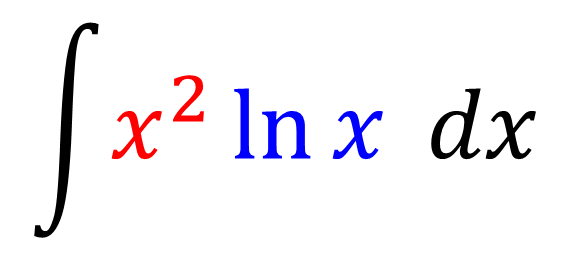 ∫ x² ln x dx